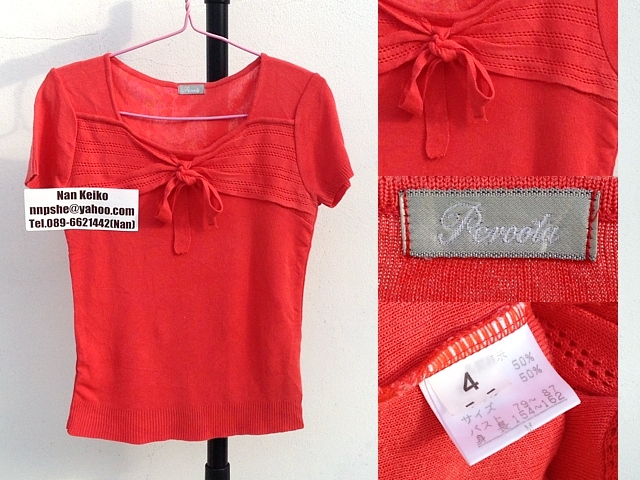 Nan Keiko
nnpshe@yahoo.com
Tel.089-6621442(Nan)
Percola
4
50%
50%
サイズ
バスト 79~ 87
身 長 154~162